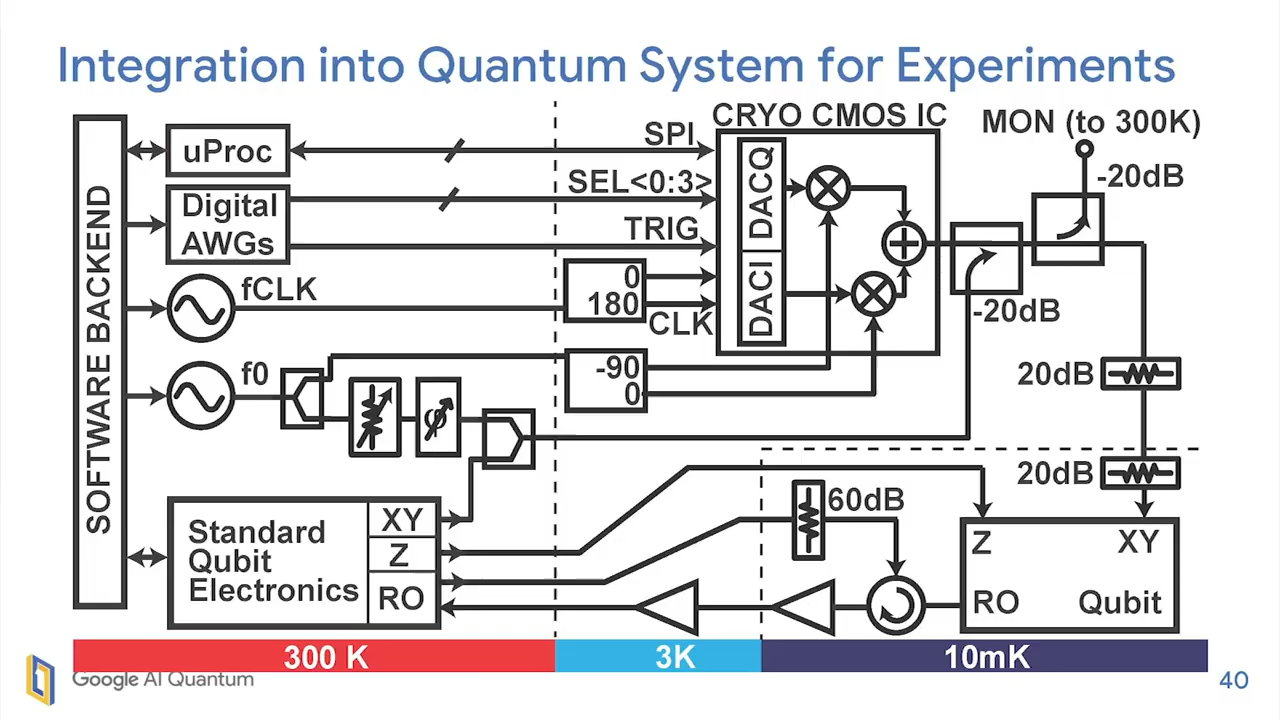 Integration into Quantum System for Experiments
CRYO CMOS IC
MON (to 300K)
SPI
uProc
-20dB
SEL<0:3>
Digital
AWGs
TRIG
DACQ
DACI
SOFTWARE BACKEND
fCLK
0
180
CLK
-20dB
f0
-90
0
φ
20dB
20dB
60dB
Standard
Qubit
Electronics
XY
Z
RO
Z
XY
RO
Qubit
300 K
3K
10mK
Google AI Quantum
40